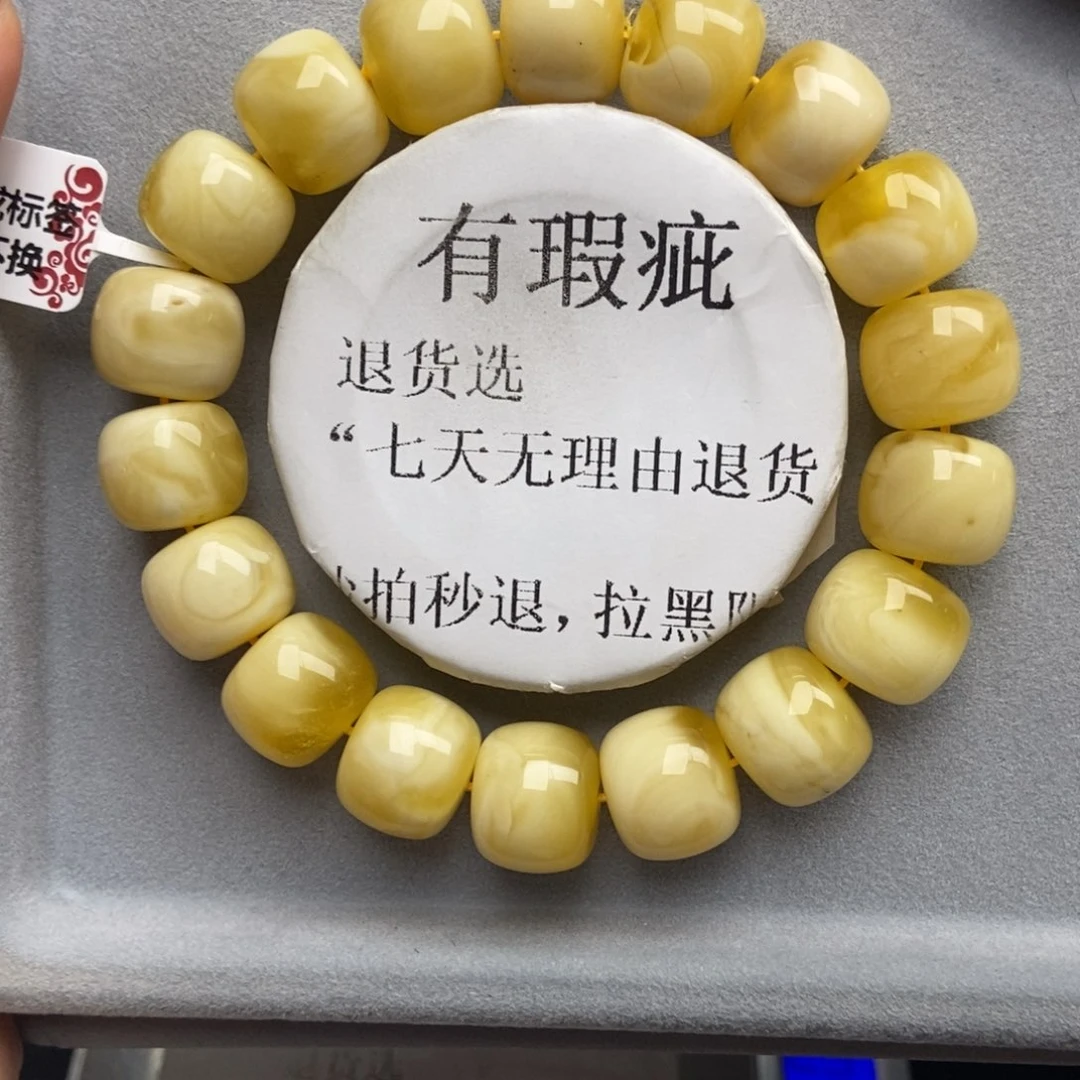 有瑕疵
退货选
“七天无理由退货
拍秒退，拉黑
标签
不换